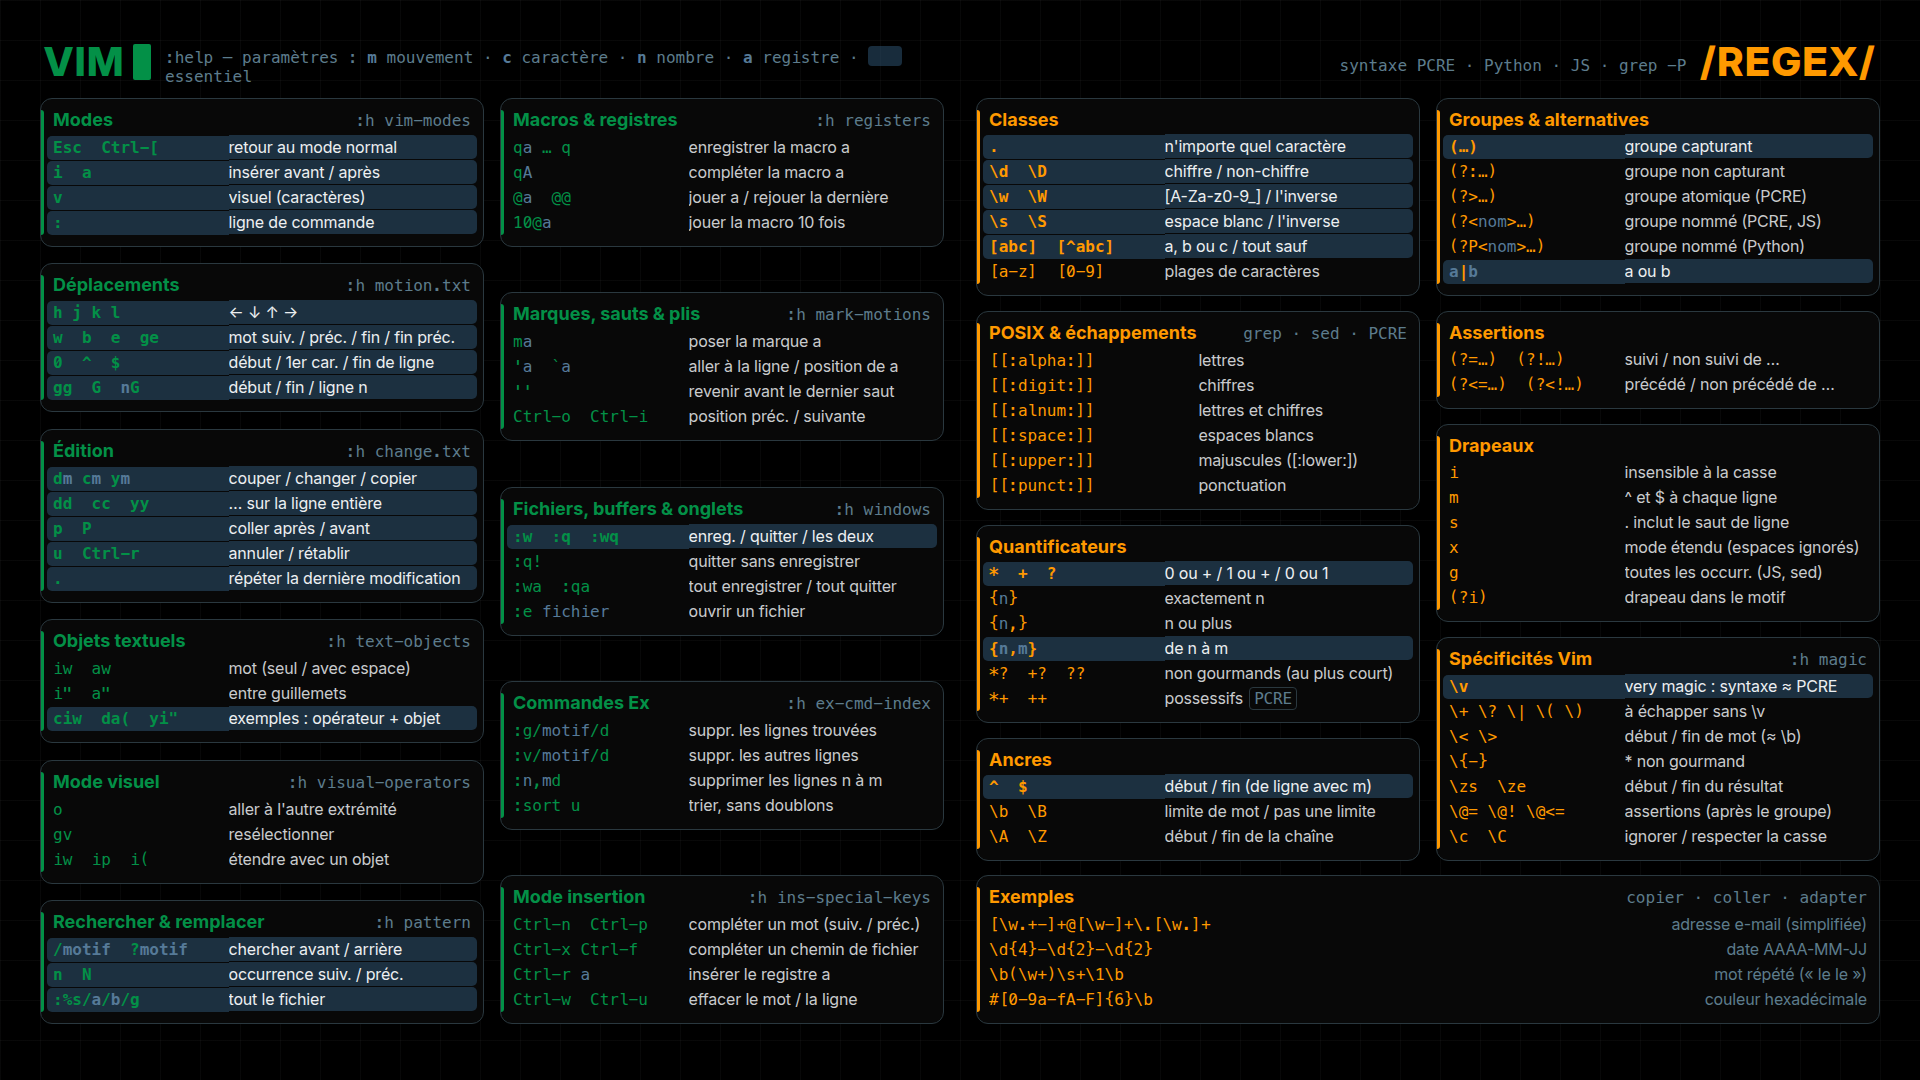 VIM
:help – paramètres : m mouvement · c caractère · n nombre · a registre ·
essentiel
syntaxe PCRE · Python · JS · grep -P /REGEX/
Modes :h vim-modes
Esc Ctrl-[ retour au mode normal
i a insérer avant / après
v visuel (caractères)
: ligne de commande
Déplacements :h motion.txt
h j k l ← ↓ ↑ →
w b e ge mot suiv. / préc. / fin / fin préc.
0 ^ $ début / 1er car. / fin de ligne
gg G nG début / fin / ligne n
Édition :h change.txt
dm cm ym couper / changer / copier
dd cc yy … sur la ligne entière
p P coller après / avant
u Ctrl-r annuler / rétablir
. répéter la dernière modification
Objets textuels :h text-objects
iw aw mot (seul / avec espace)
i" a" entre guillemets
ciw da( yi" exemples : opérateur + objet
Mode visuel :h visual-operators
o aller à l'autre extrémité
gv resélectionner
iw ip i( étendre avec un objet
Rechercher & remplacer :h pattern
/motif ?motif chercher avant / arrière
n N occurrence suiv. / préc.
:%s/a/b/g tout le fichier
Macros & registres :h registers
qa … q enregistrer la macro a
qA compléter la macro a
@a @@ jouer a / rejouer la dernière
10@a jouer la macro 10 fois
Marques, sauts & plis :h mark-motions
ma poser la marque a
'a `a aller à la ligne / position de a
'' revenir avant le dernier saut
Ctrl-o Ctrl-i position préc. / suivante
Fichiers, buffers & onglets :h windows
:w :q :wq enreg. / quitter / les deux
:q! quitter sans enregistrer
:wa :qa tout enregistrer / tout quitter
:e fichier ouvrir un fichier
Commandes Ex :h ex-cmd-index
:g/motif/d suppr. les lignes trouvées
:v/motif/d suppr. les autres lignes
:n,md supprimer les lignes n à m
:sort u trier, sans doublons
Mode insertion :h ins-special-keys
Ctrl-n Ctrl-p compléter un mot (suiv. / préc.)
Ctrl-x Ctrl-f compléter un chemin de fichier
Ctrl-r a insérer le registre a
Ctrl-w Ctrl-u effacer le mot / la ligne
Classes
. n'importe quel caractère
\d \D chiffre / non-chiffre
\w \W [A-Za-z0-9_] / l'inverse
\s \S espace blanc / l'inverse
[abc] [^abc] a, b ou c / tout sauf
[a-z] [0-9] plages de caractères
POSIX & échappements grep · sed · PCRE
[[:alpha:]] lettres
[[:digit:]] chiffres
[[:alnum:]] lettres et chiffres
[[:space:]] espaces blancs
[[:upper:]] majuscules ([:lower:])
[[:punct:]] ponctuation
Quantificateurs
* + ? 0 ou + / 1 ou + / 0 ou 1
{n} exactement n
{n,} n ou plus
{n,m} de n à m
*? +? ?? non gourmands (au plus court)
*+ ++ possessifs PCRE
Ancres
^ $ début / fin (de ligne avec m)
\b \B limite de mot / pas une limite
\A \Z début / fin de la chaîne
Groupes & alternatives
(…) groupe capturant
(?:…) groupe non capturant
(?>…) groupe atomique (PCRE)
(?<nom>…) groupe nommé (PCRE, JS)
(?P<nom>…) groupe nommé (Python)
a|b a ou b
Assertions
(?=…) (?!…) suivi / non suivi de …
(?<=…) (?<!…) précédé / non précédé de …
Drapeaux
i insensible à la casse
m ^ et $ à chaque ligne
s . inclut le saut de ligne
x mode étendu (espaces ignorés)
g toutes les occurr. (JS, sed)
(?i) drapeau dans le motif
Spécificités Vim :h magic
\v very magic : syntaxe ≈ PCRE
\+ \? \| \( \) à échapper sans \v
\< \> début / fin de mot (≈ \b)
\{-} * non gourmand
\zs \ze début / fin du résultat
\@= \@! \@<= assertions (après le groupe)
\c \C ignorer / respecter la casse
Exemples copier · coller · adapter
[\w.+-]+@[\w-]+\.[\w.]+ adresse e-mail (simplifiée)
\d{4}-\d{2}-\d{2} date AAAA-MM-JJ
\b(\w+)\s+\1\b mot répété (« le le »)
#[0-9a-fA-F]{6}\b couleur hexadécimale